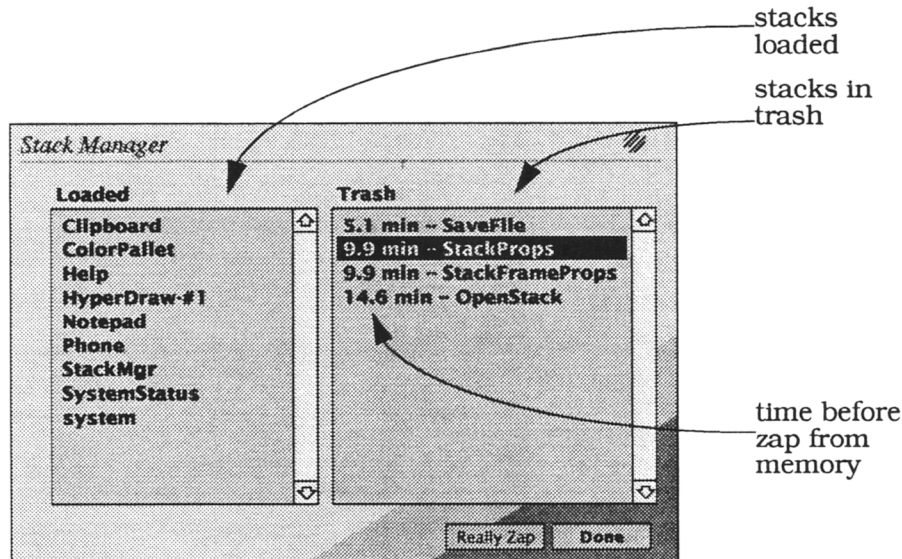 stacks
loaded
stacks in
trash
Stack Manager
Loaded
Clipboard
ColorPallet
Help
HyperDraw-#1
Notepad
Phone
StackMgr
SystemStatus
system
Trash
5.1 min -- SaveFile
9.9 min -- StackProps
9.9 min -- StackFrameProps
14.6 min -- OpenStack
time before
zap from
memory
Really Zap
Done